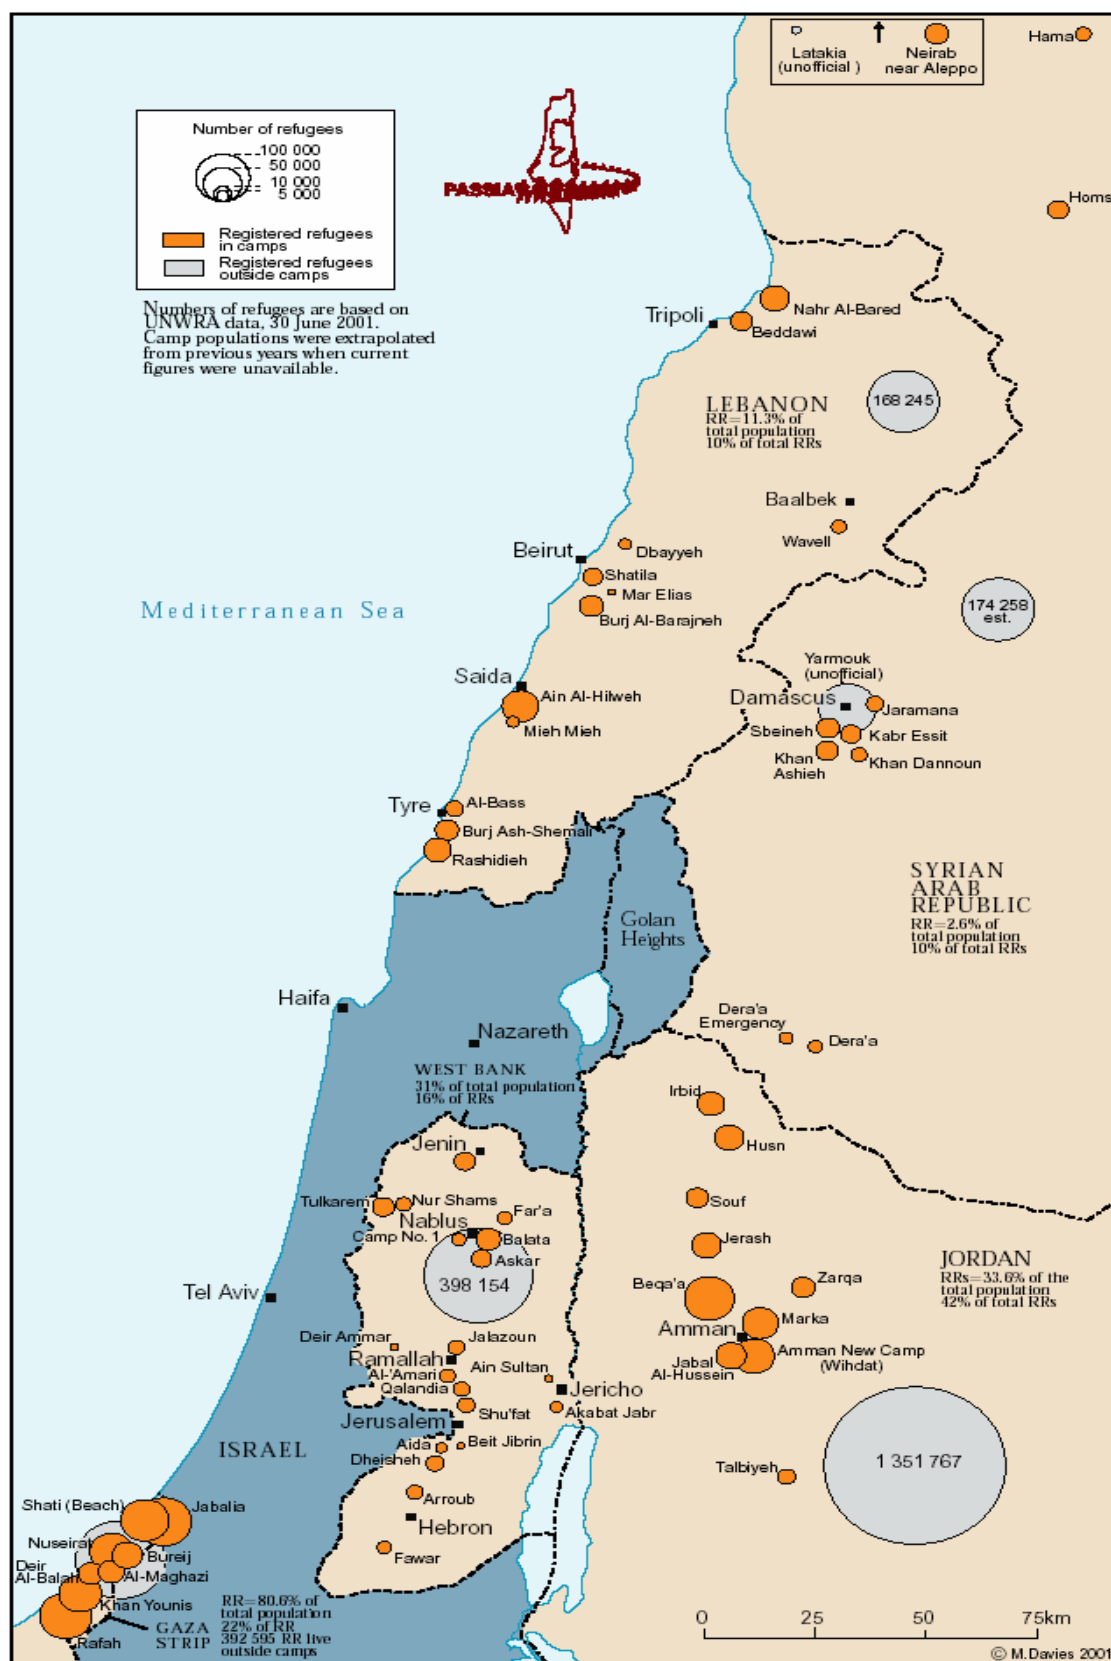 Latakia
(unofficial )
Neirab
near Aleppo
Hama
Number of refugees
100 000
50 000
10 000
5 000
Registered refugees
in camps
Registered refugees
outside camps
PASSIA
Homs
Numbers of refugees are based on
UNWRA data, 30 June 2001.
Camp populations were extrapolated
from previous years when current
figures were unavailable.
Nahr Al-Bared
Tripoli
Beddawi
LEBANON
RR=11.3% of
total population
10% of total RRs
168 245
Baalbek
Wavell
Beirut
Dbayyeh
Shatila
Mar Elias
Burj Al-Barajneh
Mediterranean Sea
174 258
est.
Yarmouk
(unofficial)
Saida
Ain Al-Hilweh
Mieh Mieh
Damascus
Jaramana
Sbeineh
Kabr Essit
Khan
Ashieh
Khan Dannoun
Tyre
Al-Bass
Burj Ash-Shemali
Rashidieh
SYRIAN
ARAB
REPUBLIC
RR=2.6% of
total population
10% of total RRs
Golan
Heights
Haifa
Nazareth
Dera'a
Emergency
Dera'a
WEST BANK
31% of total population
16% of RRs
Irbid
Husn
Jenin
Tulkarem
Nur Shams
Far'a
Souf
Nablus
Camp No. 1
Balata
Askar
398 154
Jerash
JORDAN
RRs=33.6% of the
total population
42% of total RRs
Beqa'a
Zarqa
Tel Aviv
Marka
Amman
Amman New Camp
(Wihdat)
Jabal
Al-Hussein
Deir Ammar
Jalazoun
Ramallah
Ain Sultan
Al-'Amari
Qalandia
Jericho
Shu'fat
Akabat Jabr
Jerusalem
ISRAEL
Aida
Beit Jibrin
Dheisheh
1 351 767
Talbiyeh
Arroub
Shati (Beach)
Jabalia
Hebron
Nuseirat
Bureij
Deir
Al-Balah
Al-Maghazi
Fawar
Khan Younis
RR=80.6% of
total population
22% of RR
392 595 RR live
outside camps
GAZA
STRIP
Rafah
0 25 50 75km
© M.Davies 2001